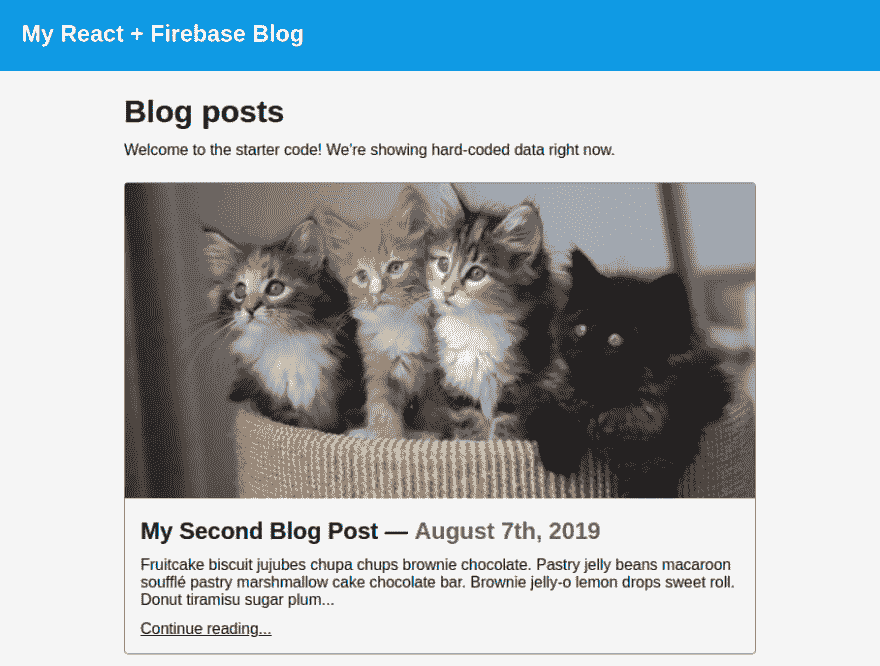 My React + Firebase Blog
Blog posts
Welcome to the starter code! We're showing hard-coded data right now.
My Second Blog Post — August 7th, 2019
Fruitcake biscuit jujubes chupa chups brownie chocolate. Pastry jelly beans macaroon
soufflé pastry marshmallow cake chocolate bar. Brownie jelly-o lemon drops sweet roll.
Donut tiramisu sugar plum...
Continue reading...